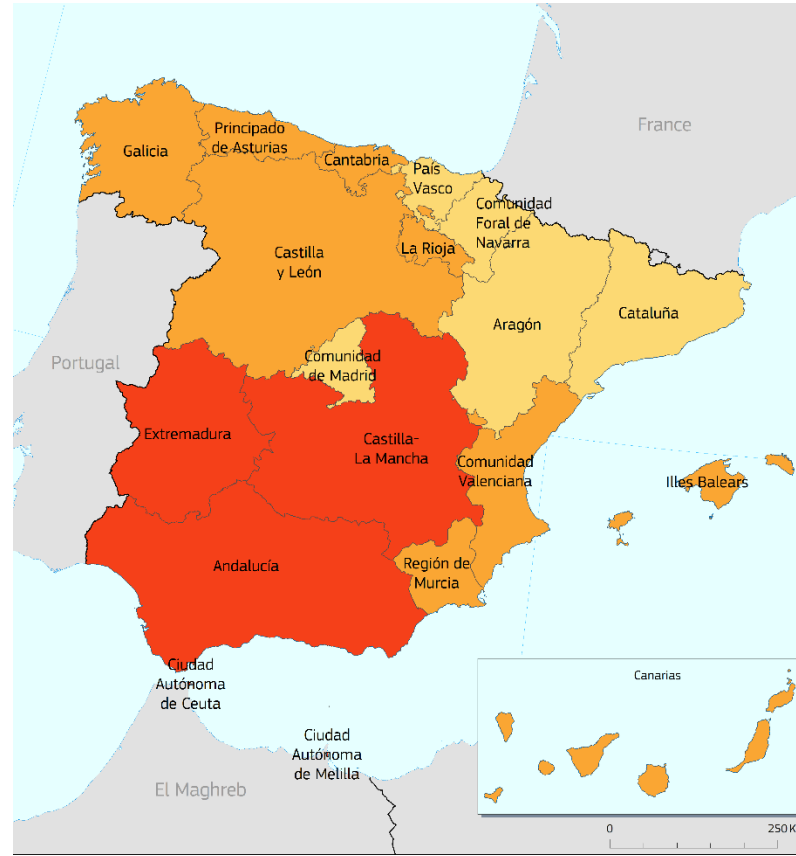 France
Principado
de Asturias
Galicia
Cantabria
País
Vasco
Comunidad
Foral de
Navarra
La Rioja
Castilla
y León
Cataluña
Aragón
Portugal
Comunidad
de Madrid
Extremadura
Castilla-
La Mancha
Comunidad
Valenciana
Illes Balears
Andalucía
Región de
Murcia
Ciudad
Autónoma
de Ceuta
Canarias
Ciudad
Autónoma
de Melilla
El Maghreb
0 250 K